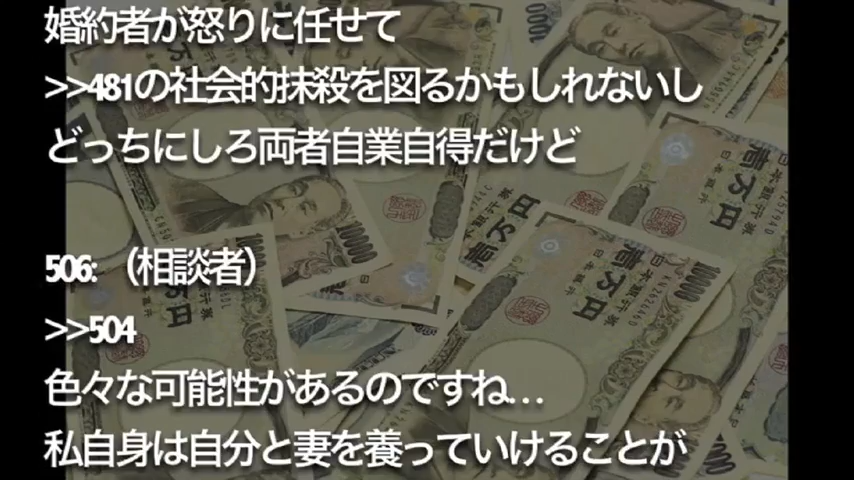 婚約者が怒りに任せて
>>481の社会的抹殺を図るかもしれないし
どっちにしろ両者自業自得だけど
506: （相談者）
>>504
色々な可能性があるのですね…
私自身は自分と妻を養っていけることが